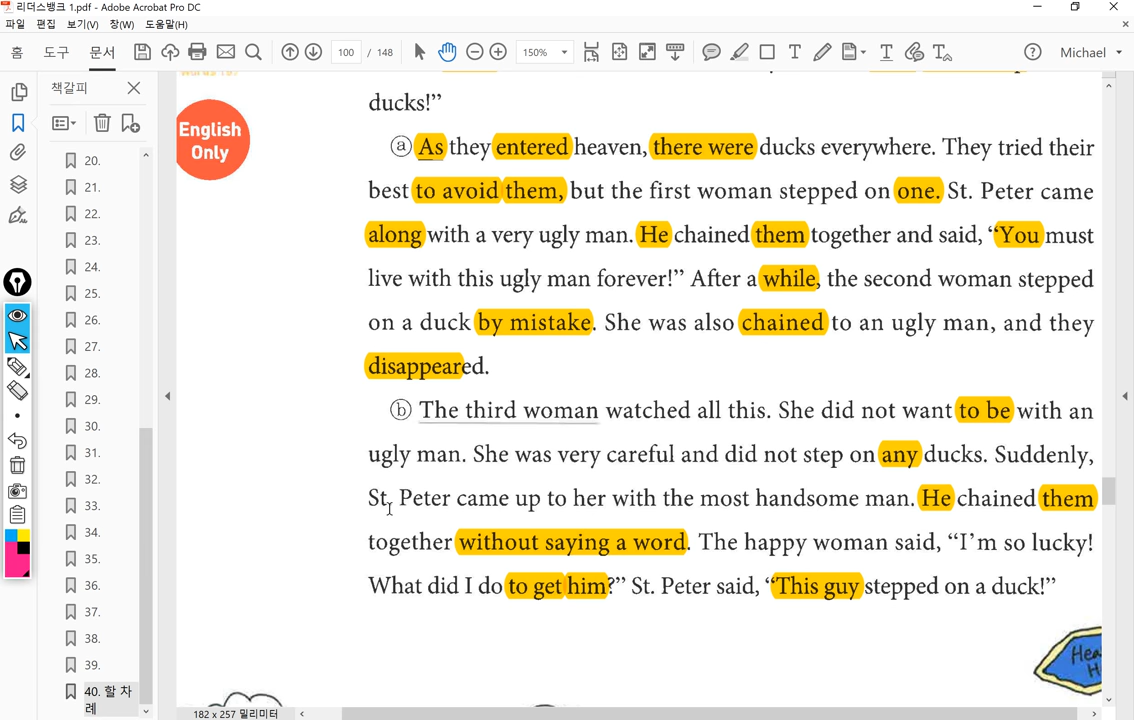 리더스뱅크 1.pdf - Adobe Acrobat Pro DC
파일 편집 보기(V) 창(W) 도움말(H)
홈 도구 문서 100 / 148 150% Michael
책갈피
20.
21.
22.
23.
24.
25.
26.
27.
28.
29.
30.
31.
32.
33.
34.
35.
36.
37.
38.
39.
40. 할 차
례
English
Only
ducks!”
ⓐ As they entered heaven, there were ducks everywhere. They tried their
best to avoid them, but the first woman stepped on one. St. Peter came
along with a very ugly man. He chained them together and said, “You must
live with this ugly man forever!” After a while, the second woman stepped
on a duck by mistake. She was also chained to an ugly man, and they
disappeared.
ⓑ The third woman watched all this. She did not want to be with an
ugly man. She was very careful and did not step on any ducks. Suddenly,
St. Peter came up to her with the most handsome man. He chained them
together without saying a word. The happy woman said, “I’m so lucky!
What did I do to get him?” St. Peter said, “This guy stepped on a duck!”
182 x 257 밀리미터